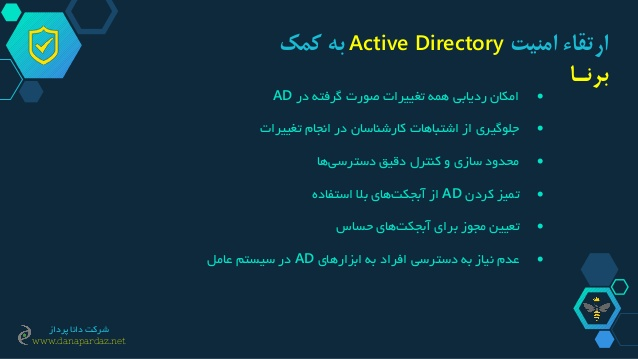 ارتقاء امنیت Active Directory به کمک
برنـا
امکان ردیابی همه تغییرات صورت گرفته در AD
جلوگیری از اشتباهات کارشناسان در انجام تغییرات
محدود سازی و کنترل دقیق دسترسی‌ها
تمیز کردن AD از آبجکت‌های بلا استفاده
تعیین مجوز برای آبجکت‌های حساس
عدم نیاز به دسترسی افراد به ابزارهای AD در سیستم عامل
شرکت دانا پرداز
www.danapardaz.net